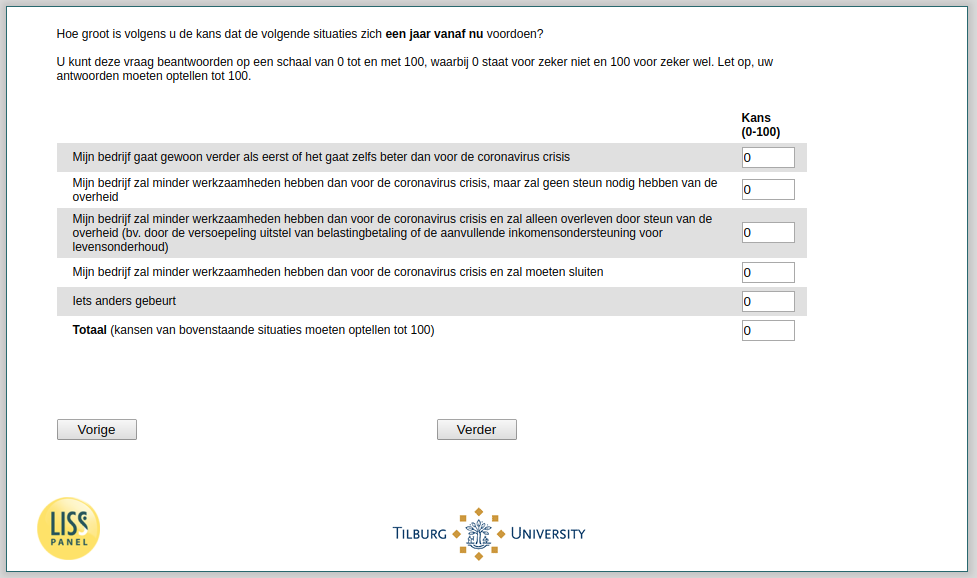 Hoe groot is volgens u de kans dat de volgende situaties zich een jaar vanaf nu voordoen?
U kunt deze vraag beantwoorden op een schaal van 0 tot en met 100, waarbij 0 staat voor zeker niet en 100 voor zeker wel. Let op, uw
antwoorden moeten optellen tot 100.
Kans
(0-100)
Mijn bedrijf gaat gewoon verder als eerst of het gaat zelfs beter dan voor de coronavirus crisis
0
Mijn bedrijf zal minder werkzaamheden hebben dan voor de coronavirus crisis, maar zal geen steun nodig hebben van de
overheid
0
Mijn bedrijf zal minder werkzaamheden hebben dan voor de coronavirus crisis en zal alleen overleven door steun van de
overheid (bv. door de versoepeling uitstel van belastingbetaling of de aanvullende inkomensondersteuning voor
levensonderhoud)
0
Mijn bedrijf zal minder werkzaamheden hebben dan voor de coronavirus crisis en zal moeten sluiten
0
Iets anders gebeurt
0
Totaal (kansen van bovenstaande situaties moeten optellen tot 100)
0
Vorige
Verder
LISS
PANEL
TILBURG UNIVERSITY